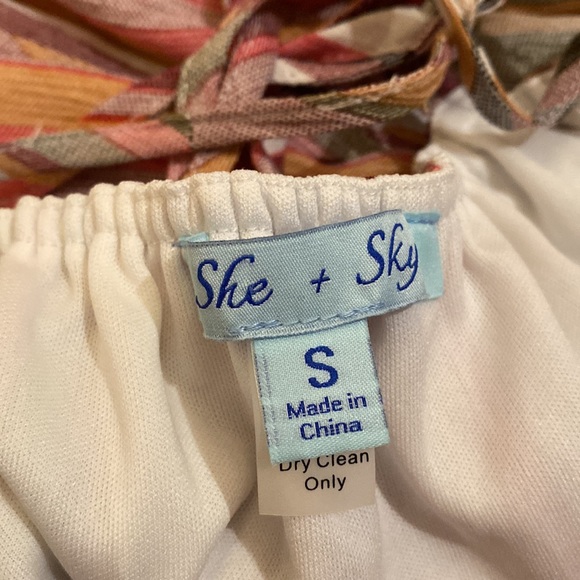 She + Sky
S
Made in
China
Dry Clean
Only